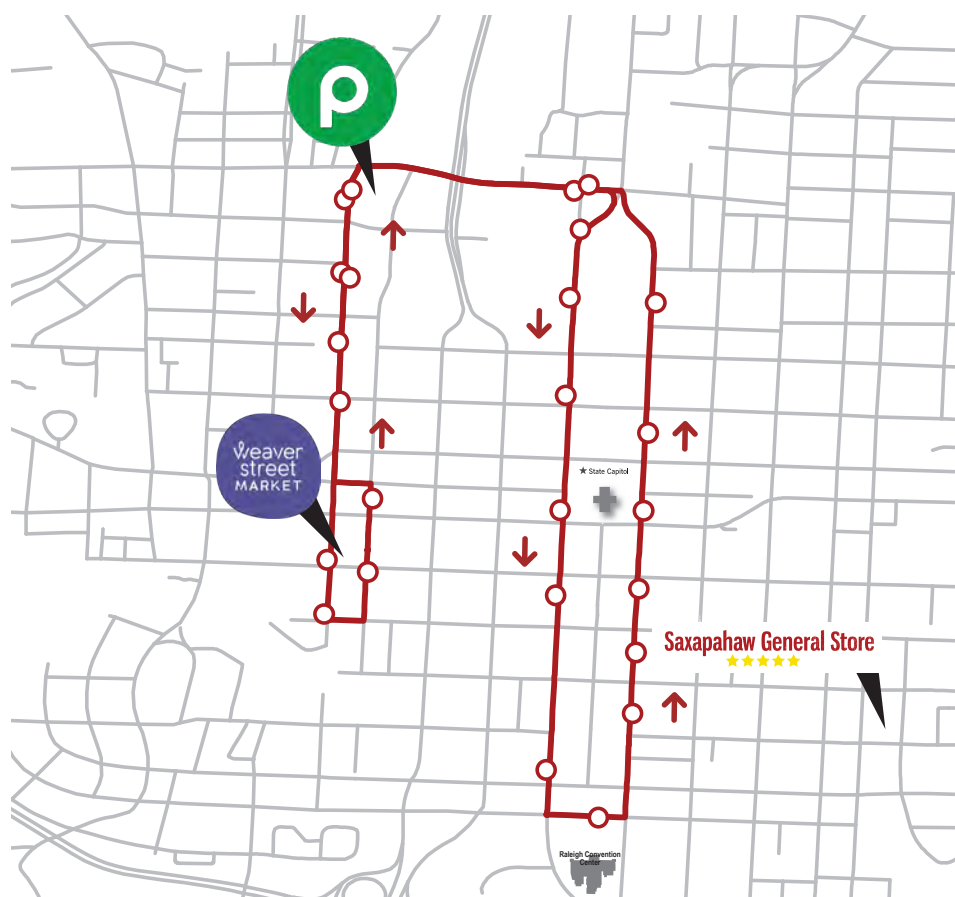 p
weaver
street
MARKET
★ State Capitol
Saxapahaw General Store
Raleigh Convention
Center